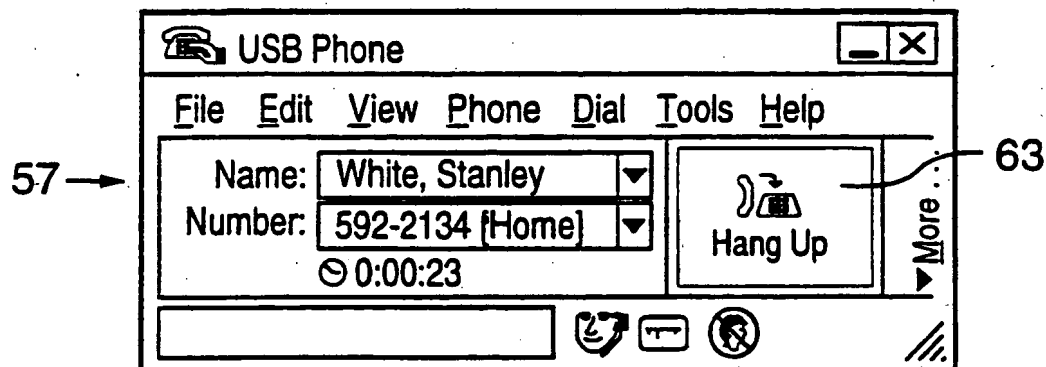 USB Phone
File Edit View Phone Dial Tools Help
57
Name: White, Stanley
Number: 592-2134 [Home]
0:00:23
Hang Up
More...
63